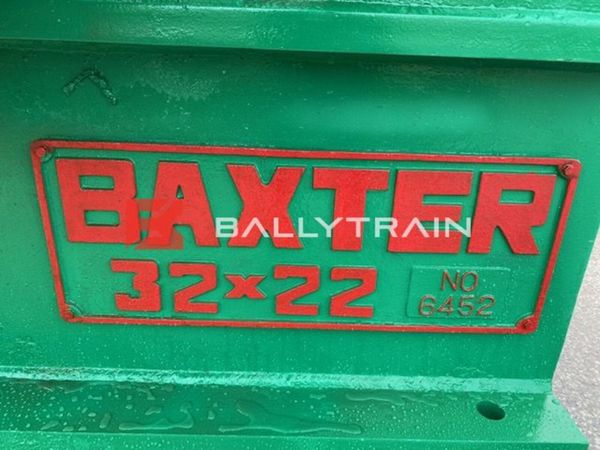 BAXTER
BALLYTRAIN
32x22
NO
6452